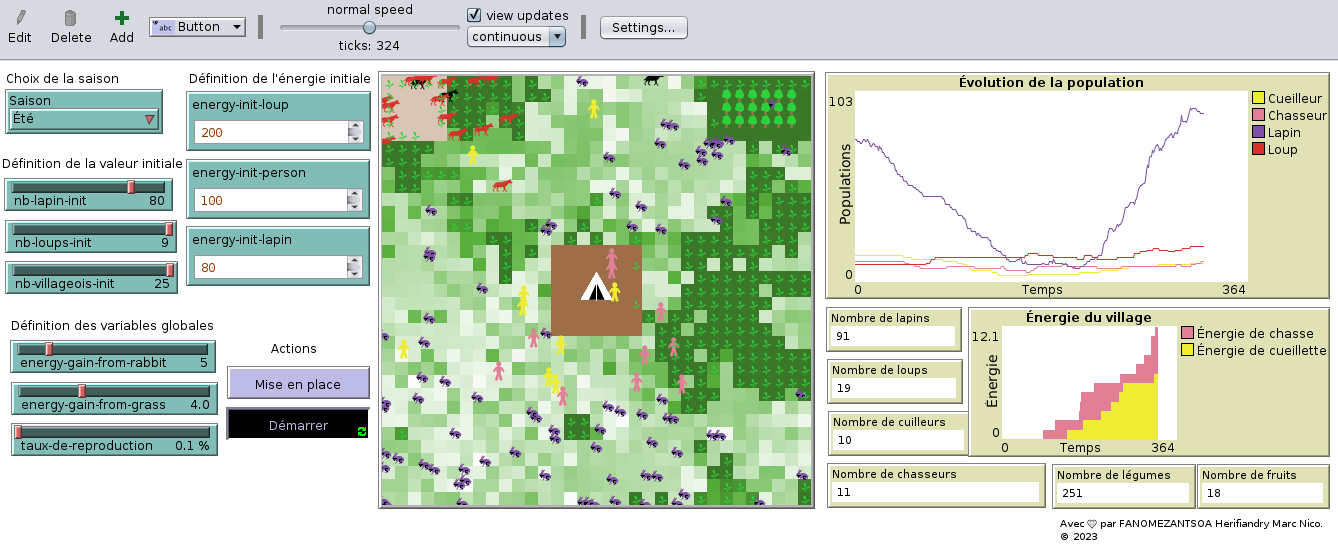 normal speed
view updates
abc Button
Edit
Delete
Add
ticks: 324
continuous
Settings...
Choix de la saison
Saison
Été
Définition de la valeur initiale
nb-lapin-init 80
nb-loups-init 9
nb-villageois-init 25
Définition de l'énergie initiale
energy-init-loup
200
energy-init-person
100
energy-init-lapin
80
Définition des variables globales
energy-gain-from-rabbit 5
energy-gain-from-grass 4.0
taux-de-reproduction 0.1 %
Actions
Mise en place
Démarrer
Évolution de la population
103
Populations
0
0
Temps
364
Cueilleur
Chasseur
Lapin
Loup
Nombre de lapins
91
Nombre de loups
19
Nombre de cuilleurs
10
Nombre de chasseurs
11
Énergie du village
12.1
Énergie
0
0
Temps
364
Énergie de chasse
Énergie de cueillette
Nombre de légumes
251
Nombre de fruits
18
Avec ♡ par FANOMEZANTSOA Herifiandry Marc Nico.
© 2023